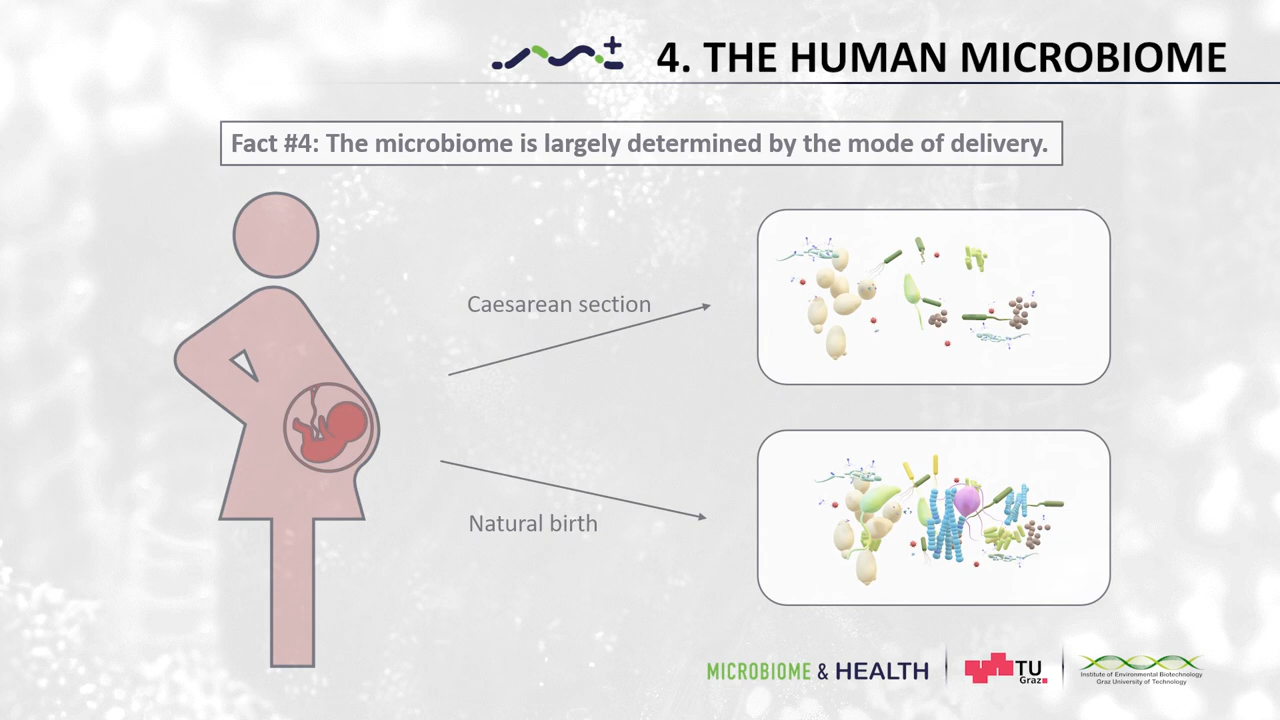 4. THE HUMAN MICROBIOME
Fact #4: The microbiome is largely determined by the mode of delivery.
Caesarean section
Natural birth
MICROBIOME & HEALTH
TU
Graz
Institute of Environmental Biotechnology
Graz University of Technology